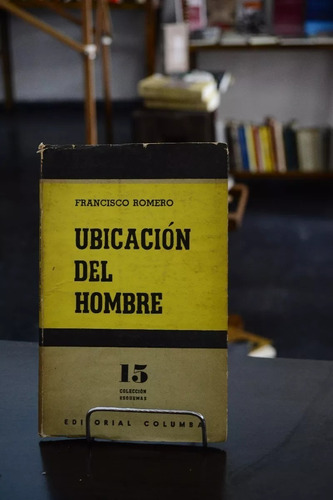 FRANCISCO ROMERO
UBICACIÓN
DEL
HOMBRE
15
COLECCIÓN
ESQUEMAS
EDITORIAL COLUMBA